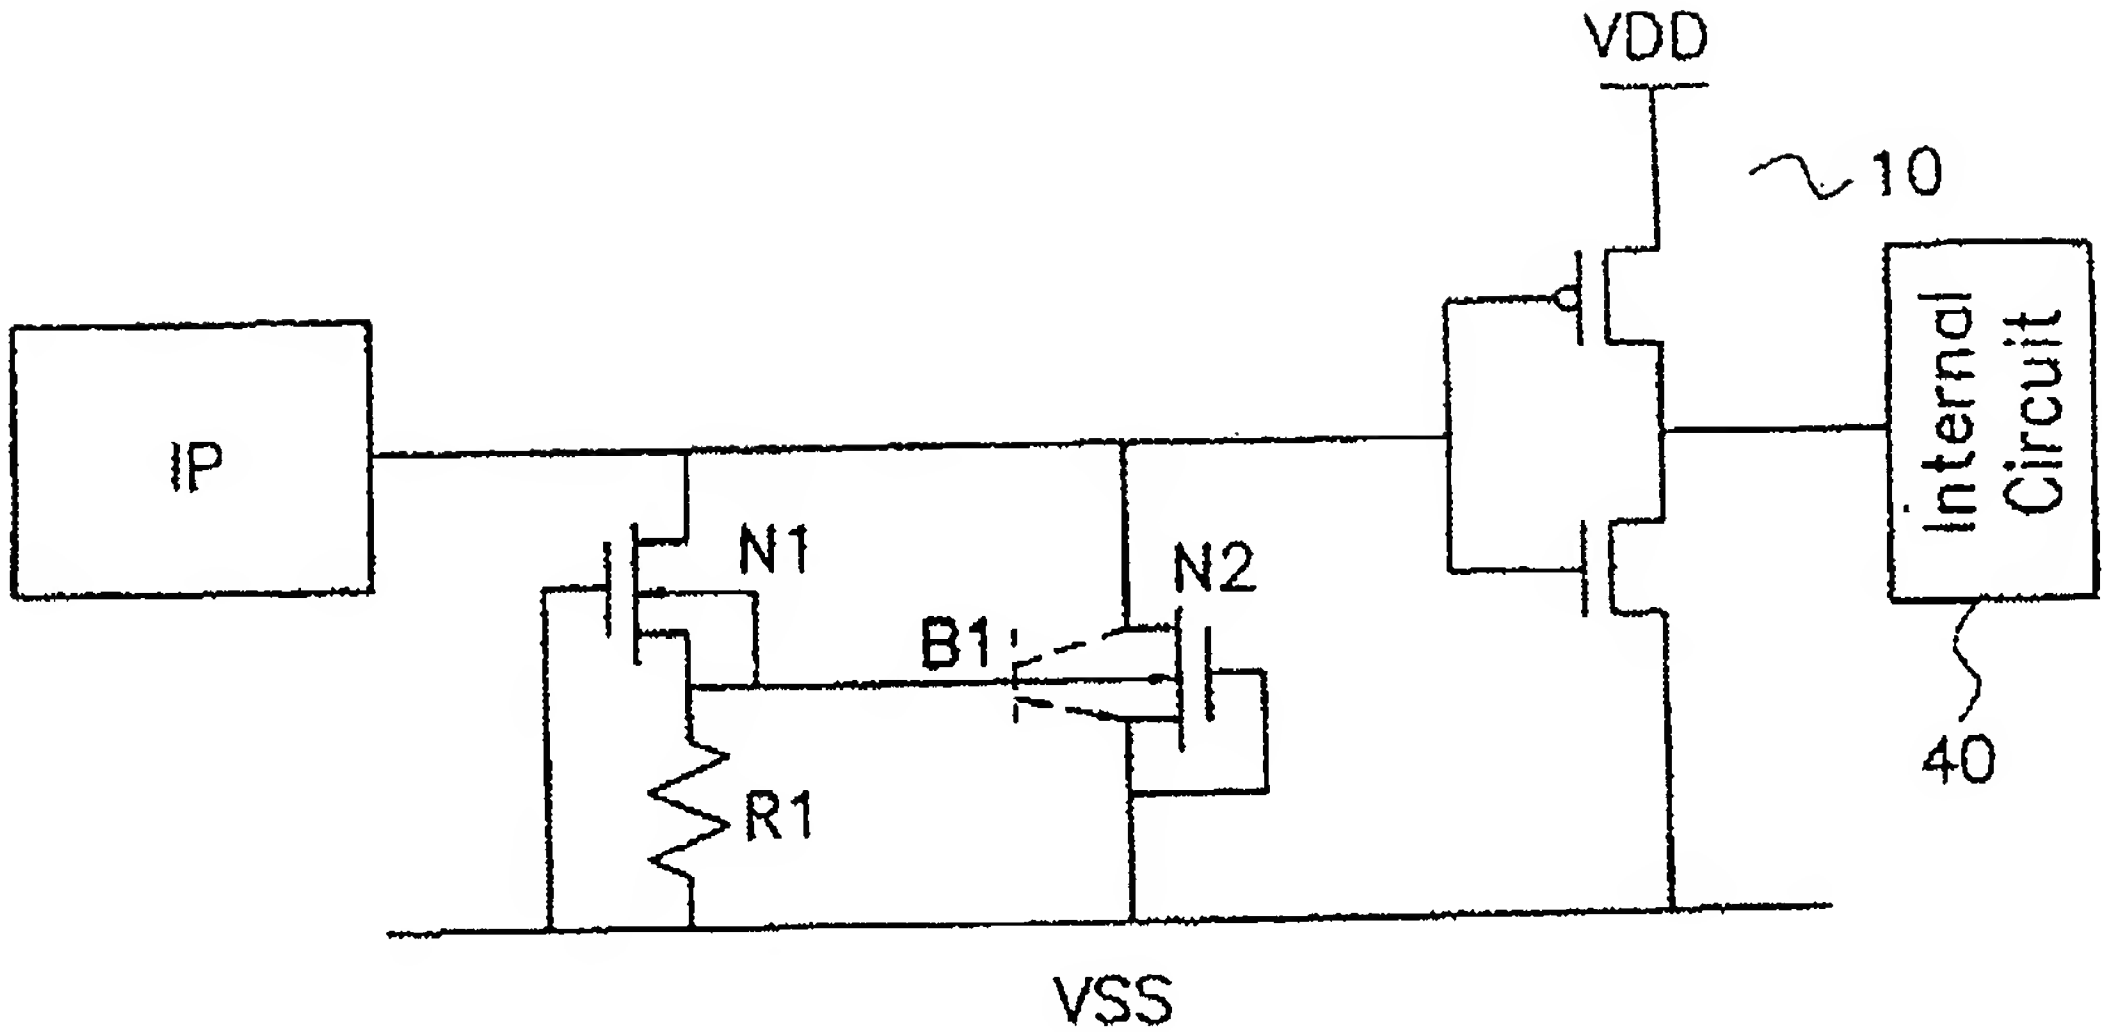 VDD
10
IP
N1
N2
B1
R1
Internal
Circuit
40
VSS